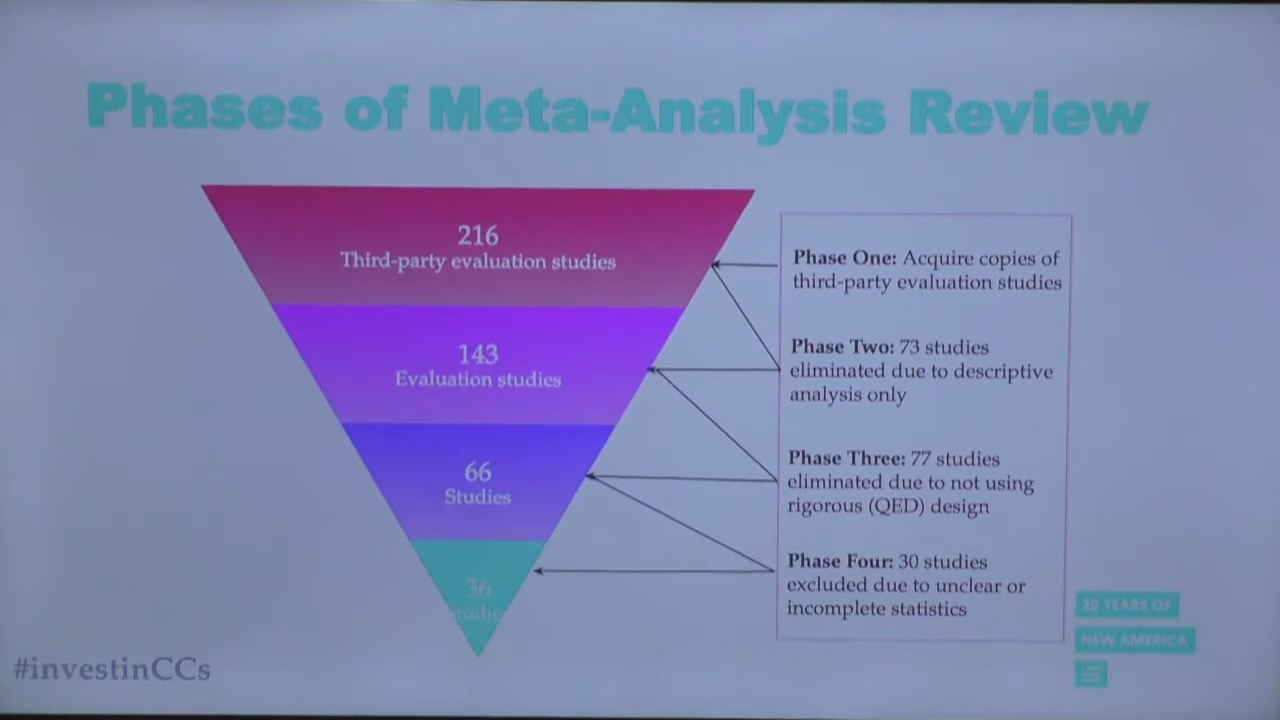 Phases of Meta-Analysis Review
216
Third-party evaluation studies
143
Evaluation studies
66
Studies
36
Phase One: Acquire copies of
third-party evaluation studies
Phase Two: 73 studies
eliminated due to descriptive
analysis only
Phase Three: 77 studies
eliminated due to not using
rigorous (QED) design
Phase Four: 30 studies
excluded due to unclear or
incomplete statistics
20 YEARS OF
NEW AMERICA
#investinCCs